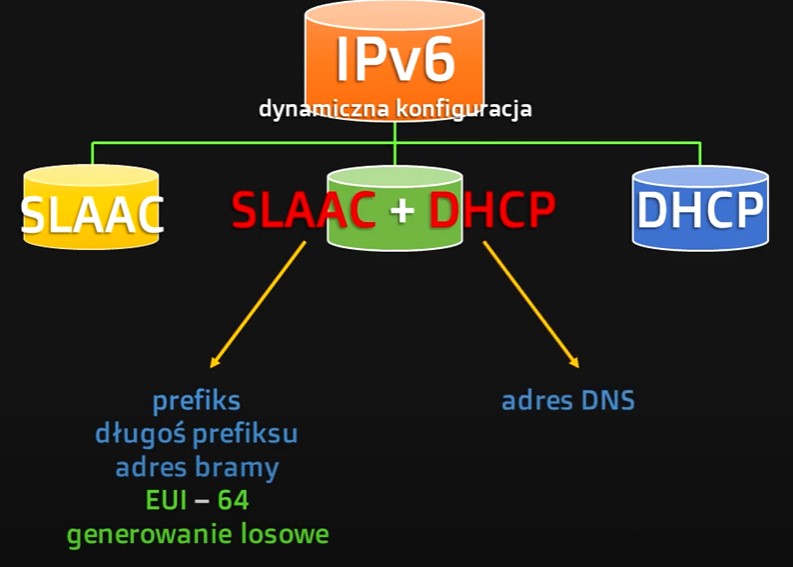 IPv6
dynamiczna konfiguracja
SLAAC
SLAAC + DHCP
DHCP
prefiks
długoś prefiksu
adres bramy
EUI – 64
generowanie losowe
adres DNS